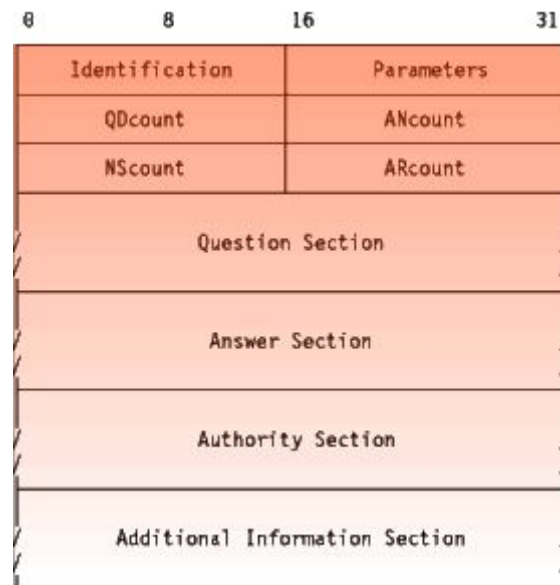 0 8 16 31
Identification Parameters
QDcount ANcount
NScount ARcount
Question Section
Answer Section
Authority Section
Additional Information Section